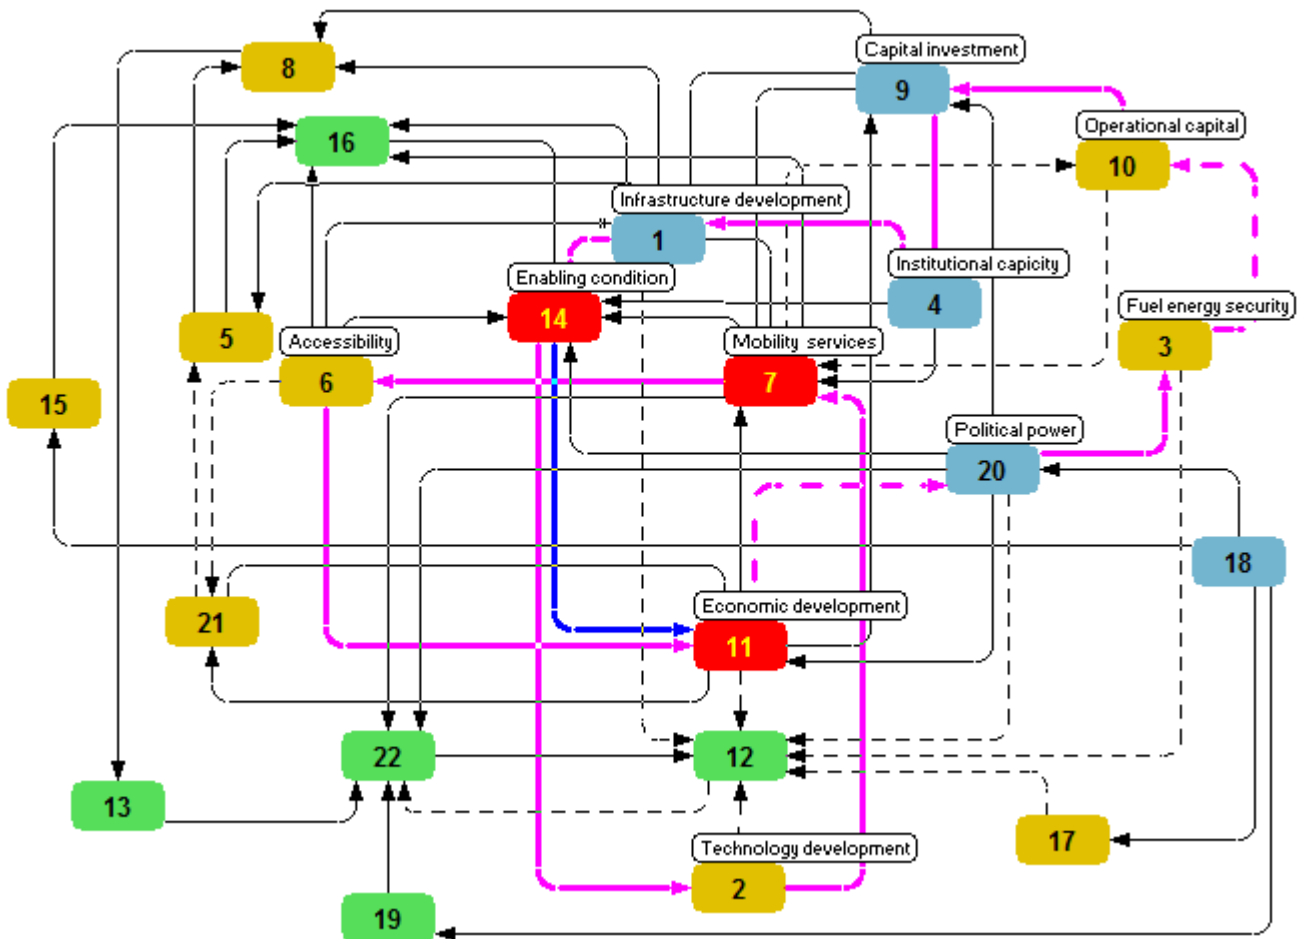 Capital investment
8
9
Operational capital
16
10
Infrastructure development
1
Institutional capicity
Enabling condition
4
Fuel energy security
14
5
Accessibility
Mobility services
3
6
7
15
Political power
20
18
Economic development
21
11
22
12
13
17
Technology development
2
19